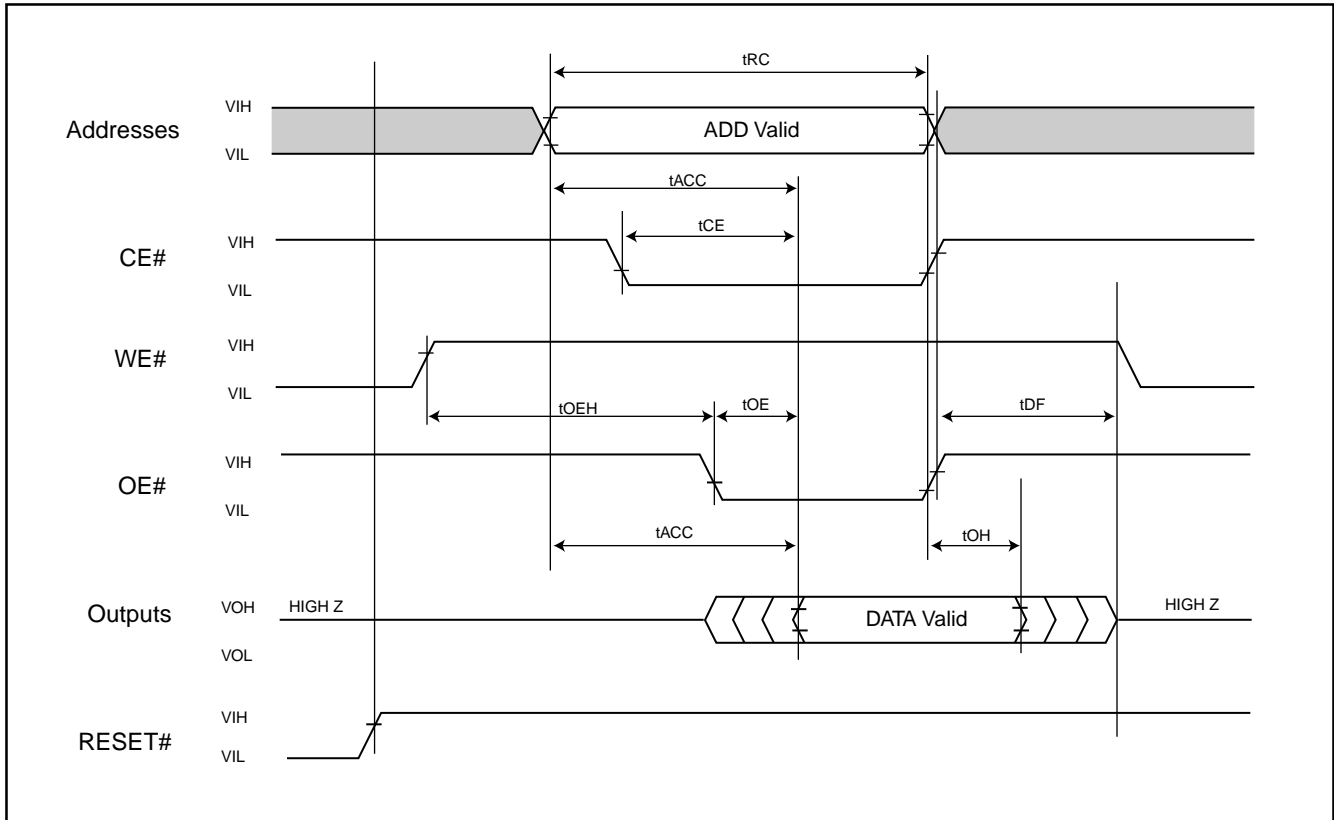 tRC
Addresses
VIH
VIL
ADD Valid
tACC
tCE
CE#
VIH
VIL
WE#
VIH
VIL
tOEH
tOE
tDF
OE#
VIH
VIL
tACC
tOH
Outputs
VOH
VOL
HIGH Z
DATA Valid
HIGH Z
RESET#
VIH
VIL